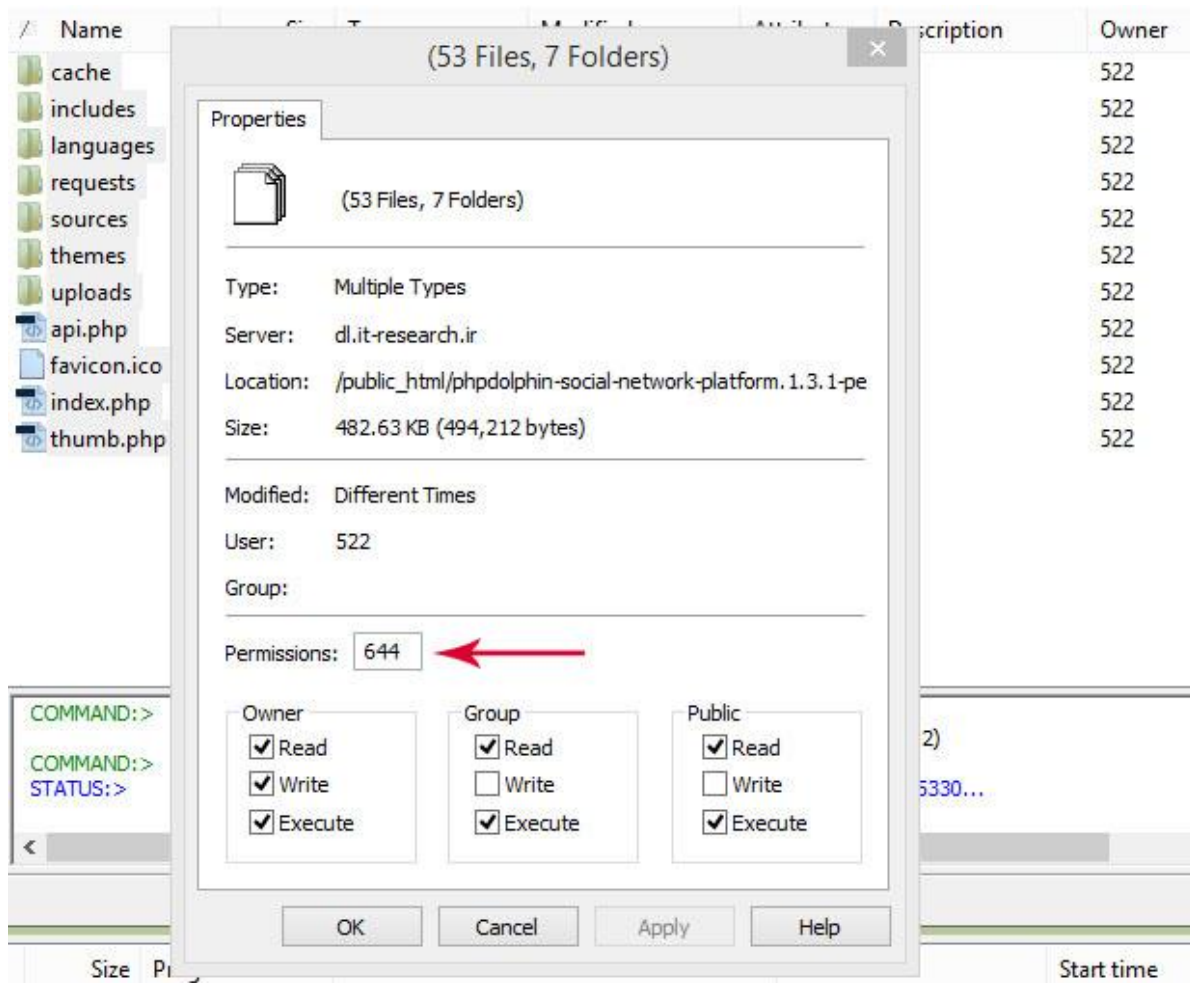 Name
scription
Owner
(53 Files, 7 Folders)
cache
522
includes
522
Properties
languages
522
requests
522
(53 Files, 7 Folders)
sources
522
themes
522
uploads
522
Type: Multiple Types
api.php
522
Server: dl.it-research.ir
favicon.ico
522
Location: /public_html/phpdolphin-social-network-platform.1.3.1-pe
index.php
522
Size: 482.63 KB (494,212 bytes)
thumb.php
522
Modified: Different Times
User: 522
Group:
Permissions: 644
COMMAND:>
Owner
Group
Public
2)
Read
Read
Read
COMMAND:>
STATUS:>
Write
Write
Write
5330...
Execute
Execute
Execute
OK
Cancel
Apply
Help
Size
Start time